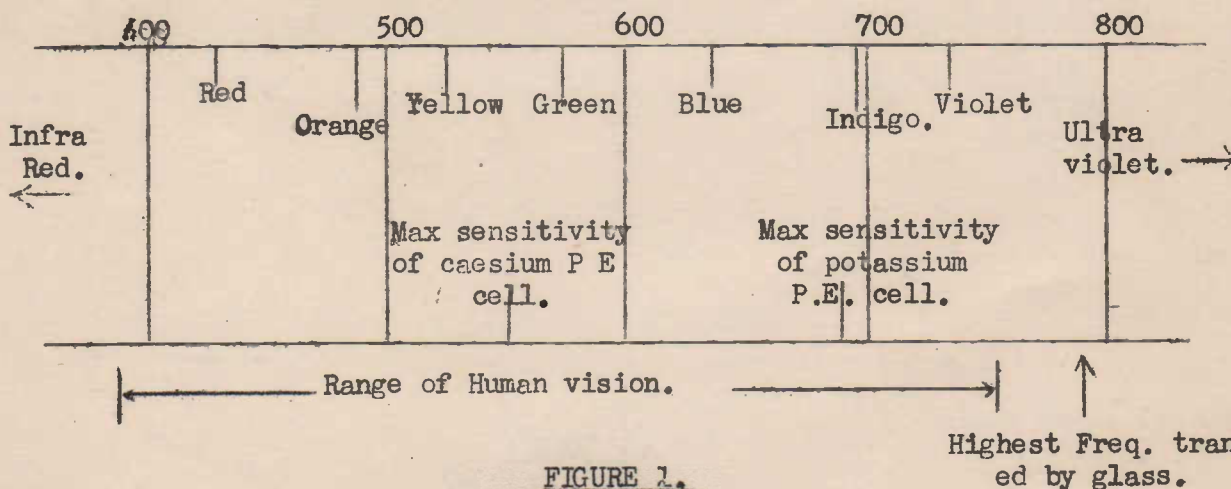 400 500 600 700 800
Red Orange Yellow Green Blue Indigo. Violet
Infra
Red.
Ultra
violet.
Max sensitivity
of caesium P E
cell.
Max sensitivity
of potassium
P.E. cell.
Range of Human vision.
Highest Freq. tran
ed by glass.
FIGURE 1.